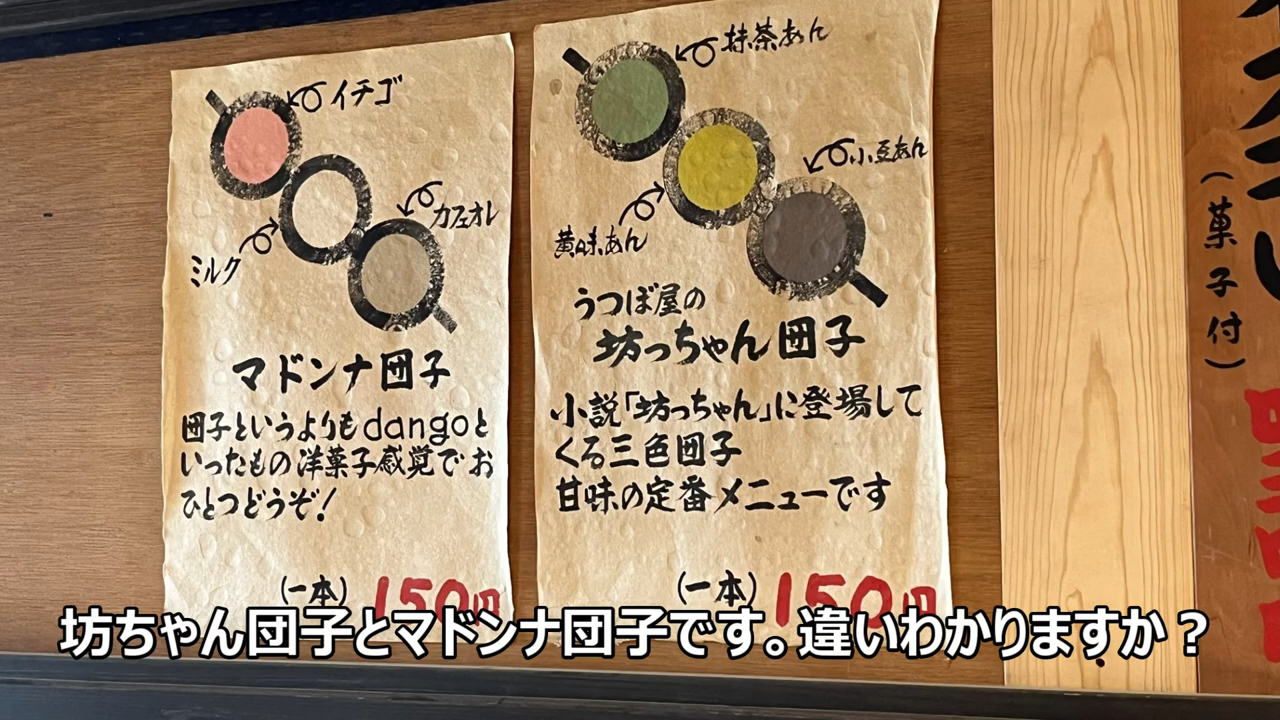 イチゴ
カフェオレ
ミルク
マドンナ団子
団子というよりもdangoと
いったもの洋菓子感覚でお
ひとつどうぞ!
(一本) 150円
抹茶あん
小豆あん
黄味あん
うつぼ屋の
坊っちゃん団子
小説「坊っちゃん」に登場して
くる三色団子
甘味の定番メニューです
(一本) 150円
(菓子付)
坊ちゃん団子とマドンナ団子です。違いわかりますか?